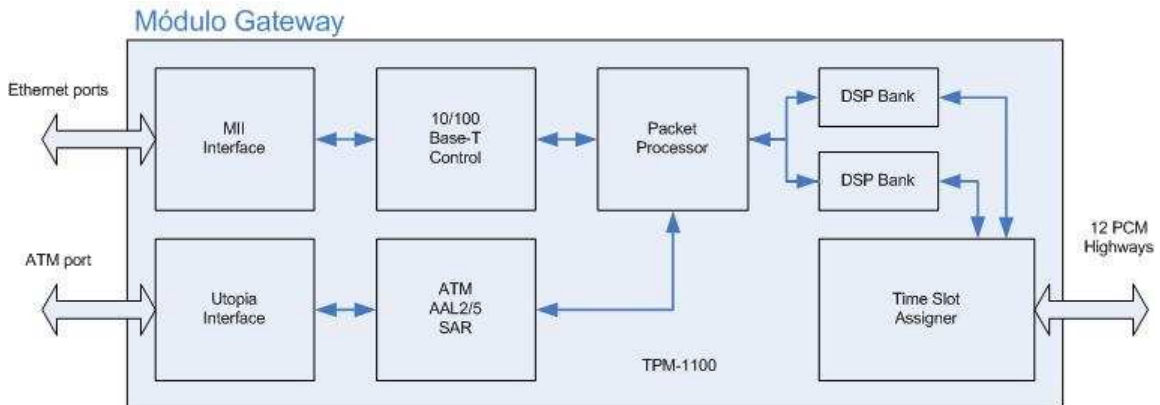 Módulo Gateway
Ethernet ports
MII
Interface
10/100
Base-T
Control
Packet
Processor
DSP Bank
DSP Bank
ATM port
Utopia
Interface
ATM
AAL2/5
SAR
TPM-1100
Time Slot
Assigner
12 PCM
Highways